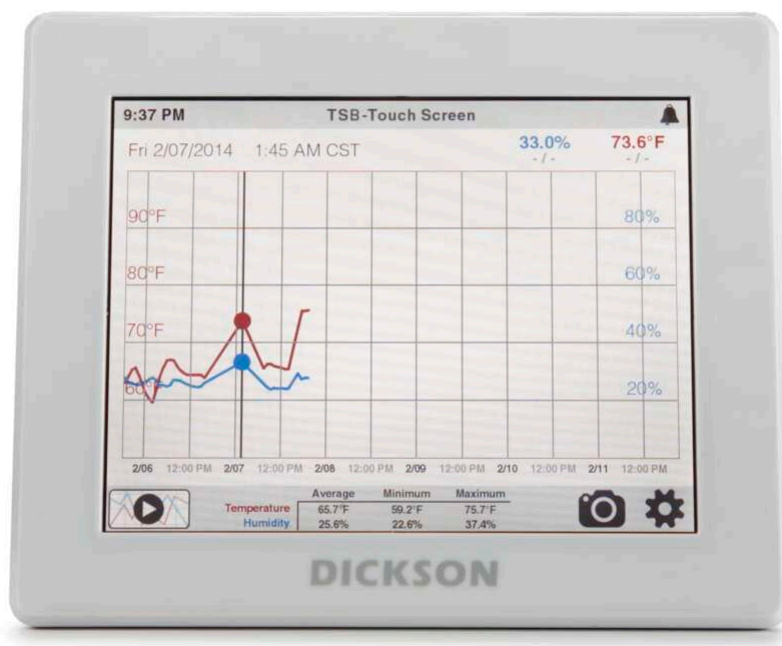 9:37 PM TSB-Touch Screen
Fri 2/07/2014 1:45 AM CST 33.0% 73.6°F
- / - - / -
90°F 80%
80°F 60%
70°F 40%
60°F 20%
2/06 12:00 PM 2/07 12:00 PM 2/08 12:00 PM 2/09 12:00 PM 2/10 12:00 PM 2/11 12:00 PM
Average Minimum Maximum
Temperature 65.7°F 59.2°F 75.7°F
Humidity 25.6% 22.6% 37.4%
DICKSON